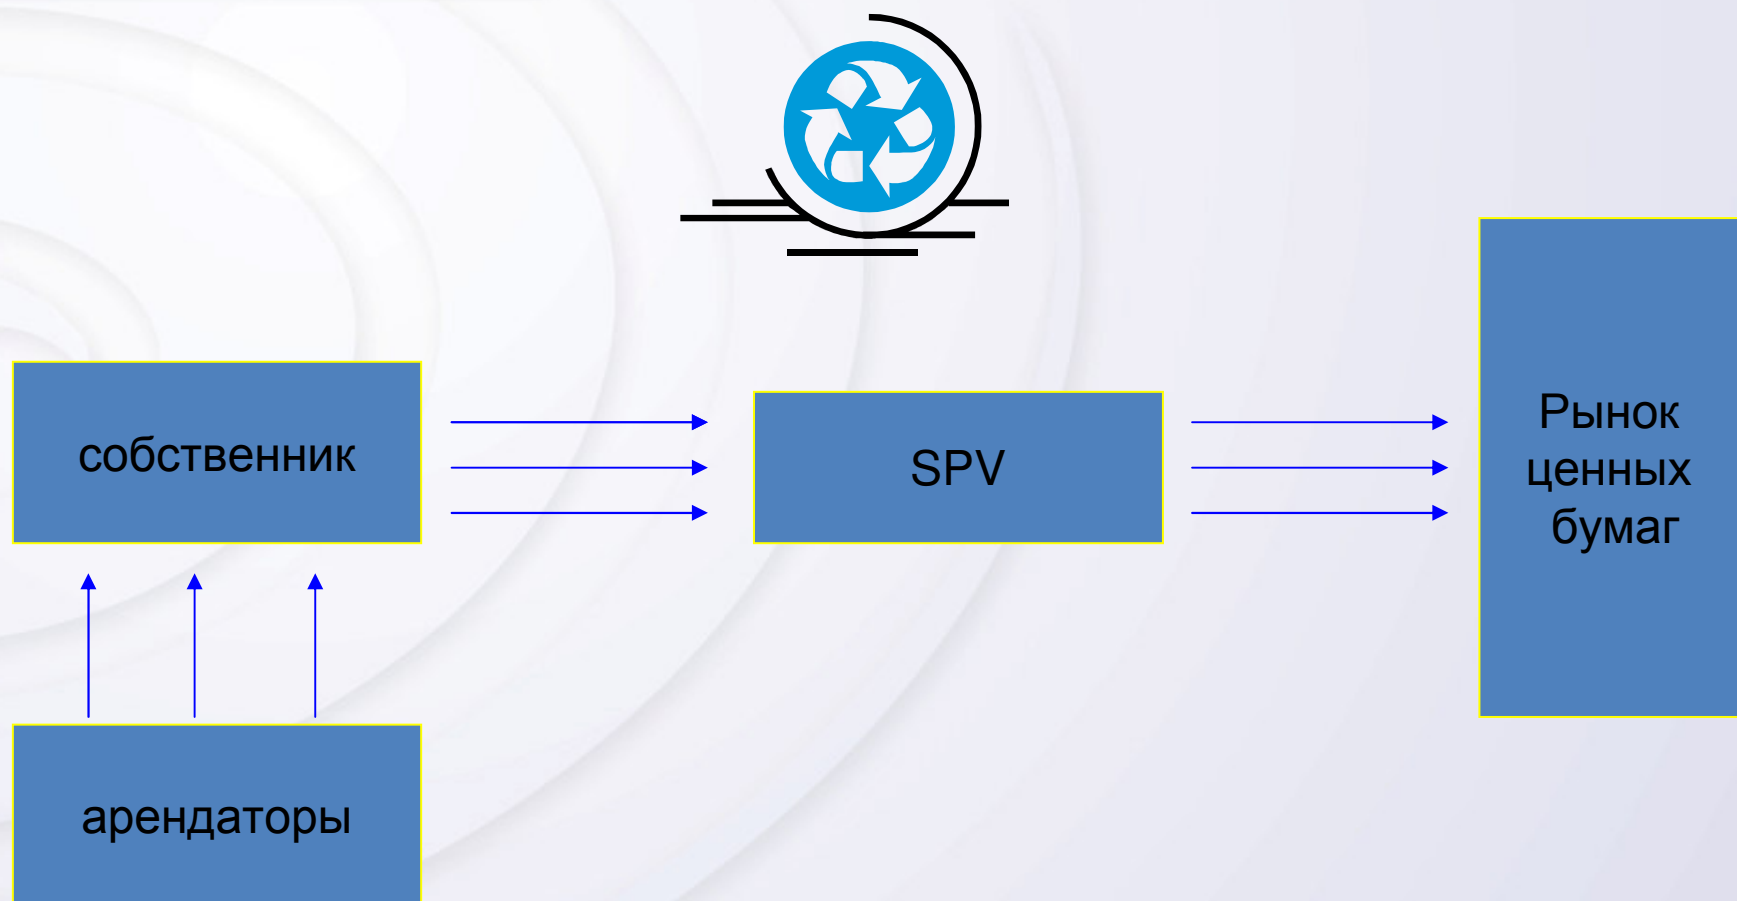 собственник
SPV
Рынок
ценных
бумаг
арендаторы